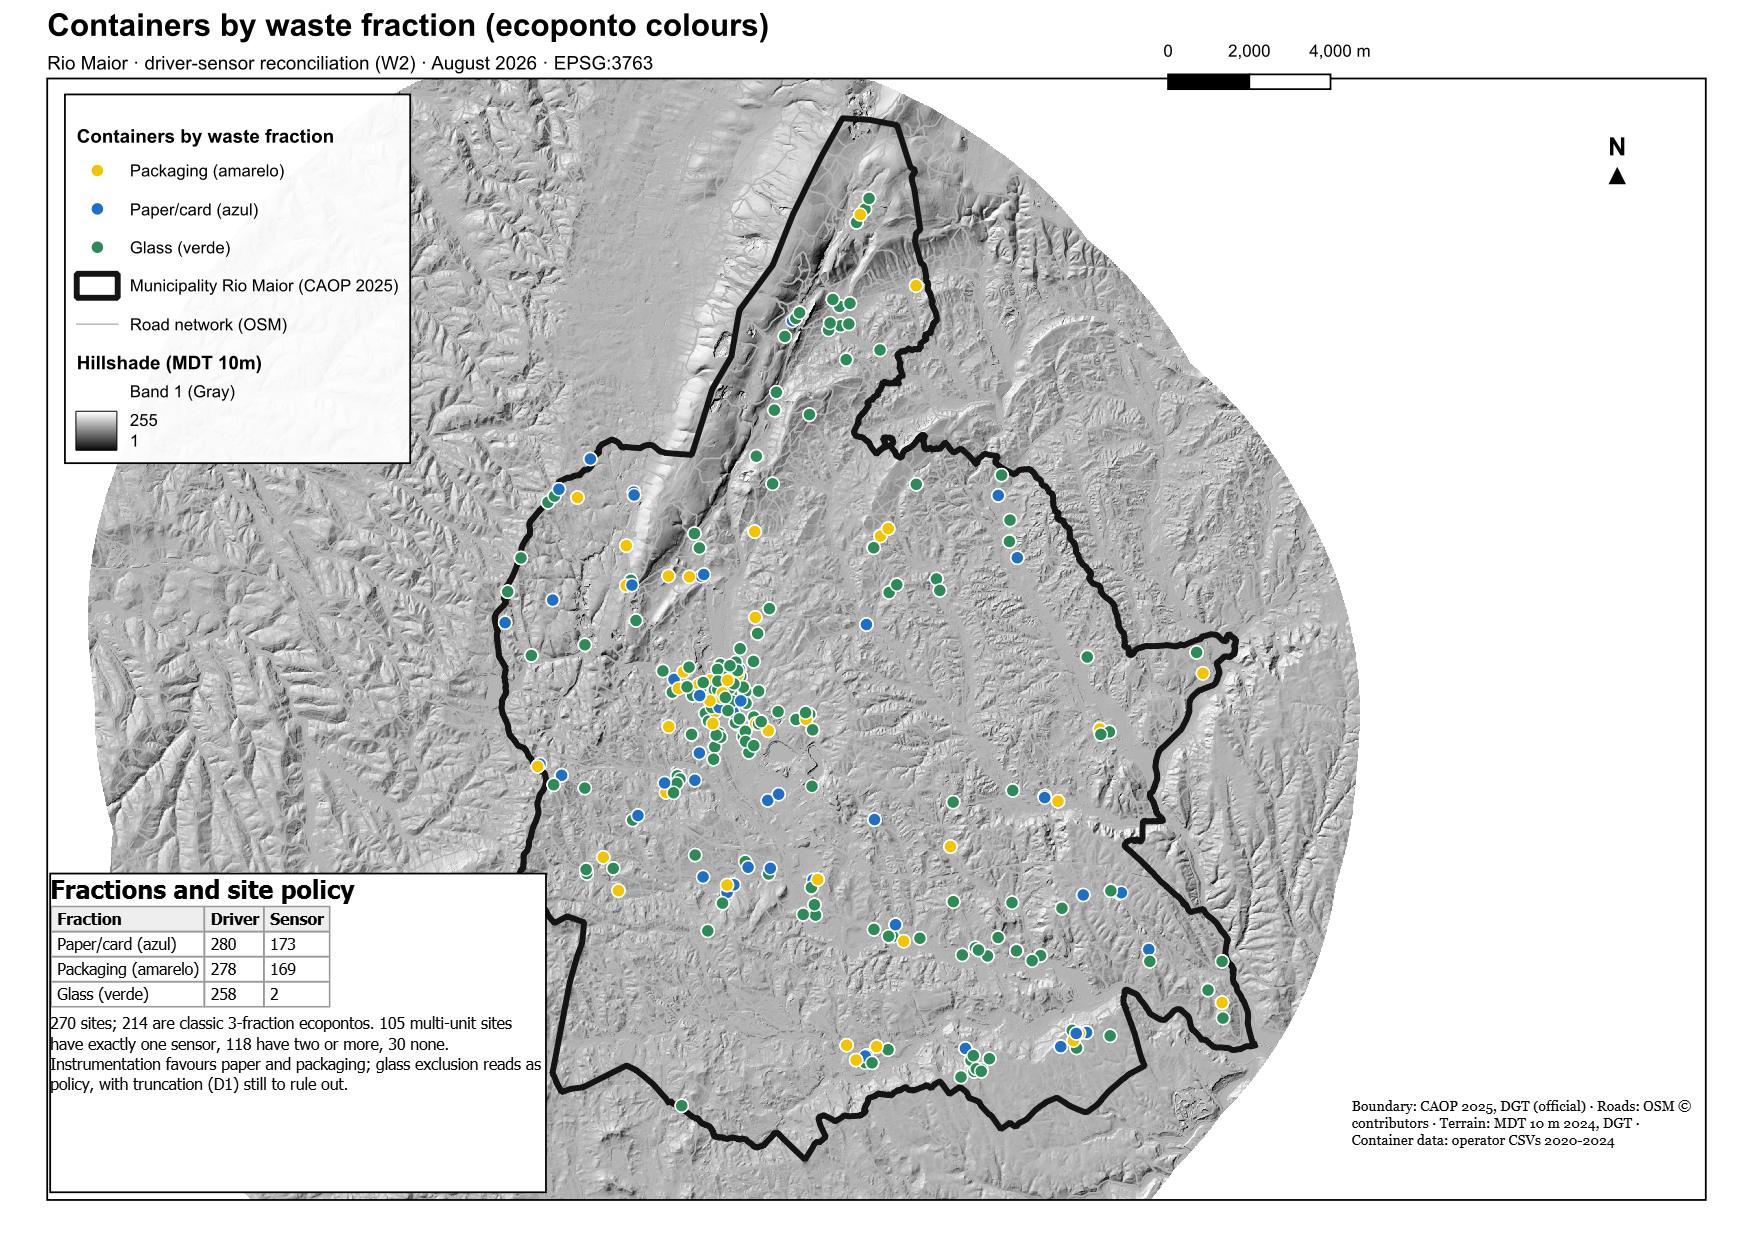 Containers by waste fraction (ecoponto colours)
Rio Maior · driver-sensor reconciliation (W2) · August 2026 · EPSG:3763
0 2,000 4,000 m
N
Containers by waste fraction
Packaging (amarelo)
Paper/card (azul)
Glass (verde)
Municipality Rio Maior (CAOP 2025)
Road network (OSM)
Hillshade (MDT 10m)
Band 1 (Gray)
255
1
Fractions and site policy
Fraction Driver Sensor
Paper/card (azul) 280 173
Packaging (amarelo) 278 169
Glass (verde) 258 2
270 sites; 214 are classic 3-fraction ecopontos. 105 multi-unit sites
have exactly one sensor, 118 have two or more, 30 none.
Instrumentation favours paper and packaging; glass exclusion reads as
policy, with truncation (D1) still to rule out.
Boundary: CAOP 2025, DGT (official) · Roads: OSM ©
contributors · Terrain: MDT 10 m 2024, DGT ·
Container data: operator CSVs 2020-2024